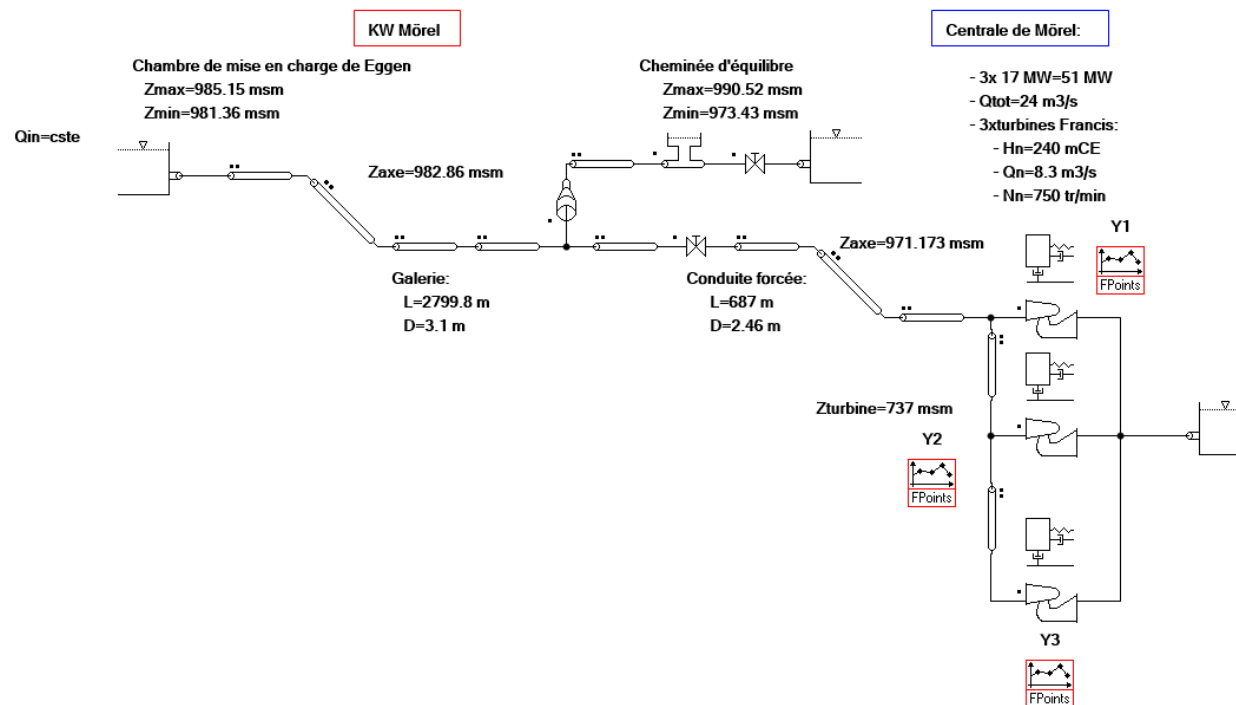 KW Mörel
Centrale de Mörel:
Chambre de mise en charge de Eggen
Zmax=985.15 msm
Zmin=981.36 msm
Cheminée d'équilibre
Zmax=990.52 msm
Zmin=973.43 msm
- 3x 17 MW=51 MW
- Qtot=24 m3/s
- 3xturbines Francis:
- Hn=240 mCE
- Qn=8.3 m3/s
- Nn=750 tr/min
Qin=cste
Zaxe=982.86 msm
Y1
FPoints
Zaxe=971.173 msm
Galerie:
L=2799.8 m
D=3.1 m
Conduite forcée:
L=687 m
D=2.46 m
Zturbine=737 msm
Y2
FPoints
Y3
FPoints